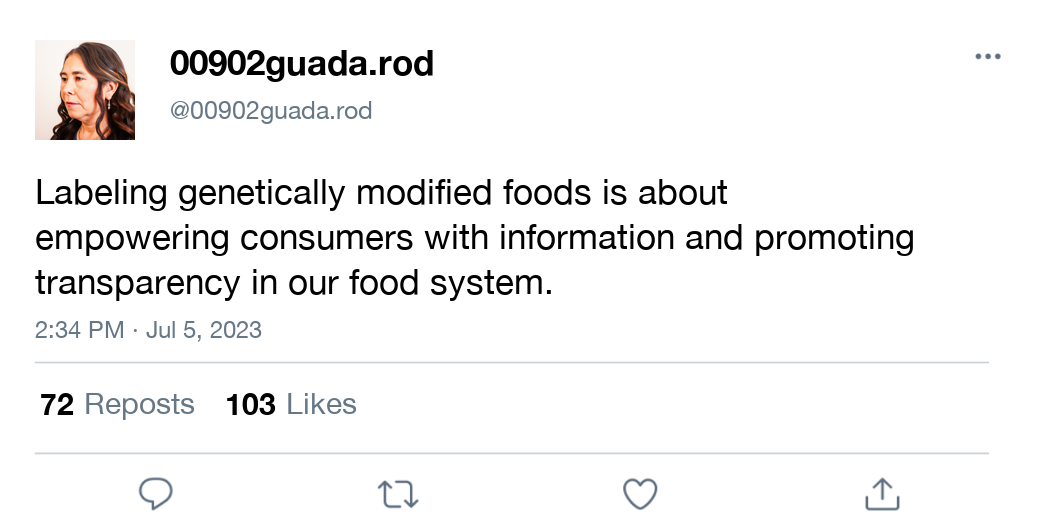 00902guada.rod
@00902guada.rod
Labeling genetically modified foods is about
empowering consumers with information and promoting
transparency in our food system.
2:34 PM · Jul 5, 2023
72 Reposts 103 Likes